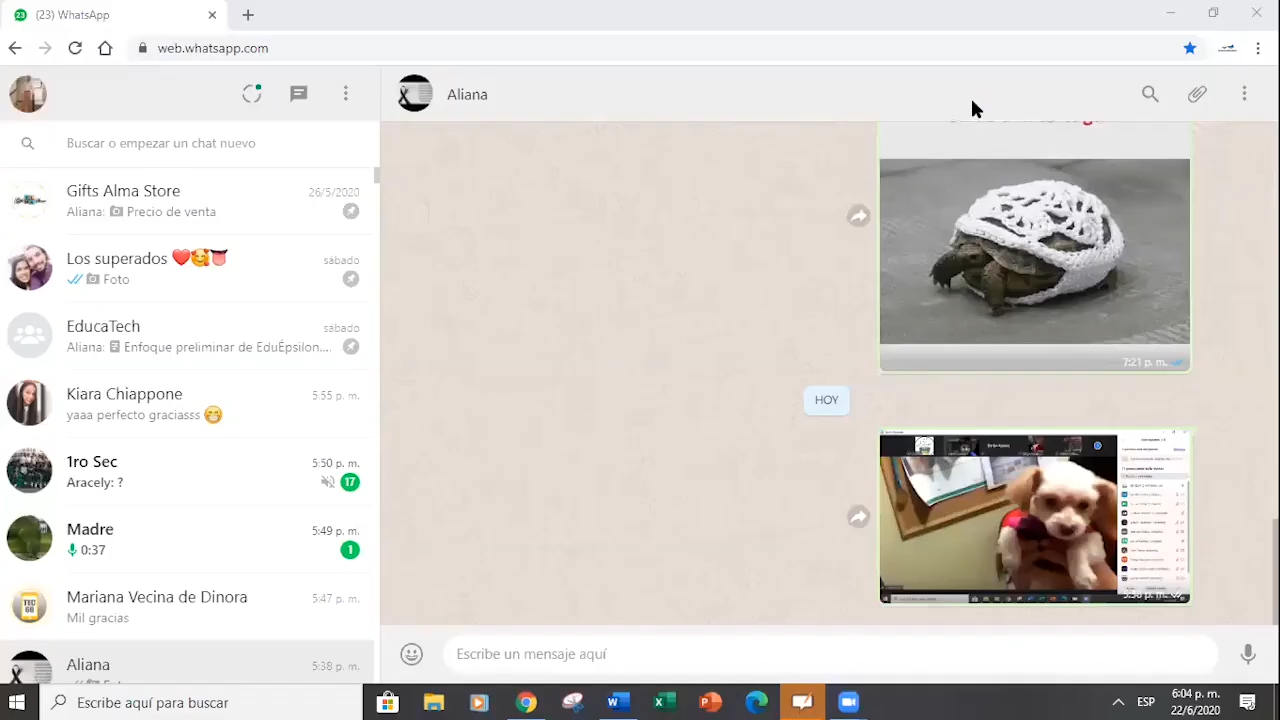 (23) WhatsApp
web.whatsapp.com
Aliana
Buscar o empezar un chat nuevo
Gifts Alma Store
26/5/2020
Aliana: Precio de venta
Los superados ❤️🥰👅
sábado
Foto
EducaTech
sábado
Aliana: Enfoque preliminar de EduÉpsilon....
Kiara Chiappone
5:55 p. m.
yaaa perfecto graciasss 😁
1ro Sec
5:50 p. m.
Aracely: ?
17
Madre
5:49 p. m.
0:37
1
Mariana Vecina de Dinora
5:47 p. m.
Mil gracias
Aliana
5:38 p. m.
7:21 p. m.
HOY
Escribe un mensaje aquí
Escribe aquí para buscar
ESP
6:04 p. m.
22/6/2020